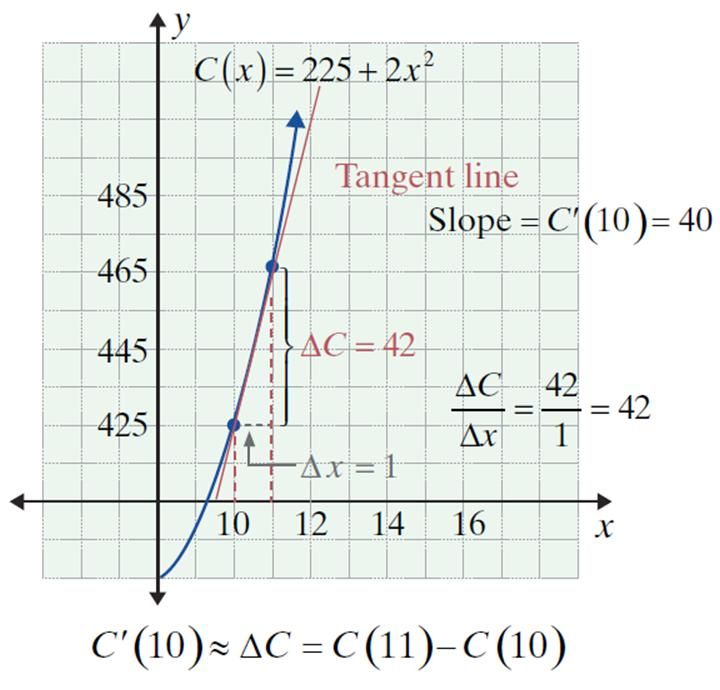 y
C(x) = 225 + 2x²
Tangent line
485
Slope = C′(10) = 40
465
445
ΔC = 42
ΔC/Δx = 42/1 = 42
425
Δx = 1
10 12 14 16
x
C′(10) ≈ ΔC = C(11) − C(10)